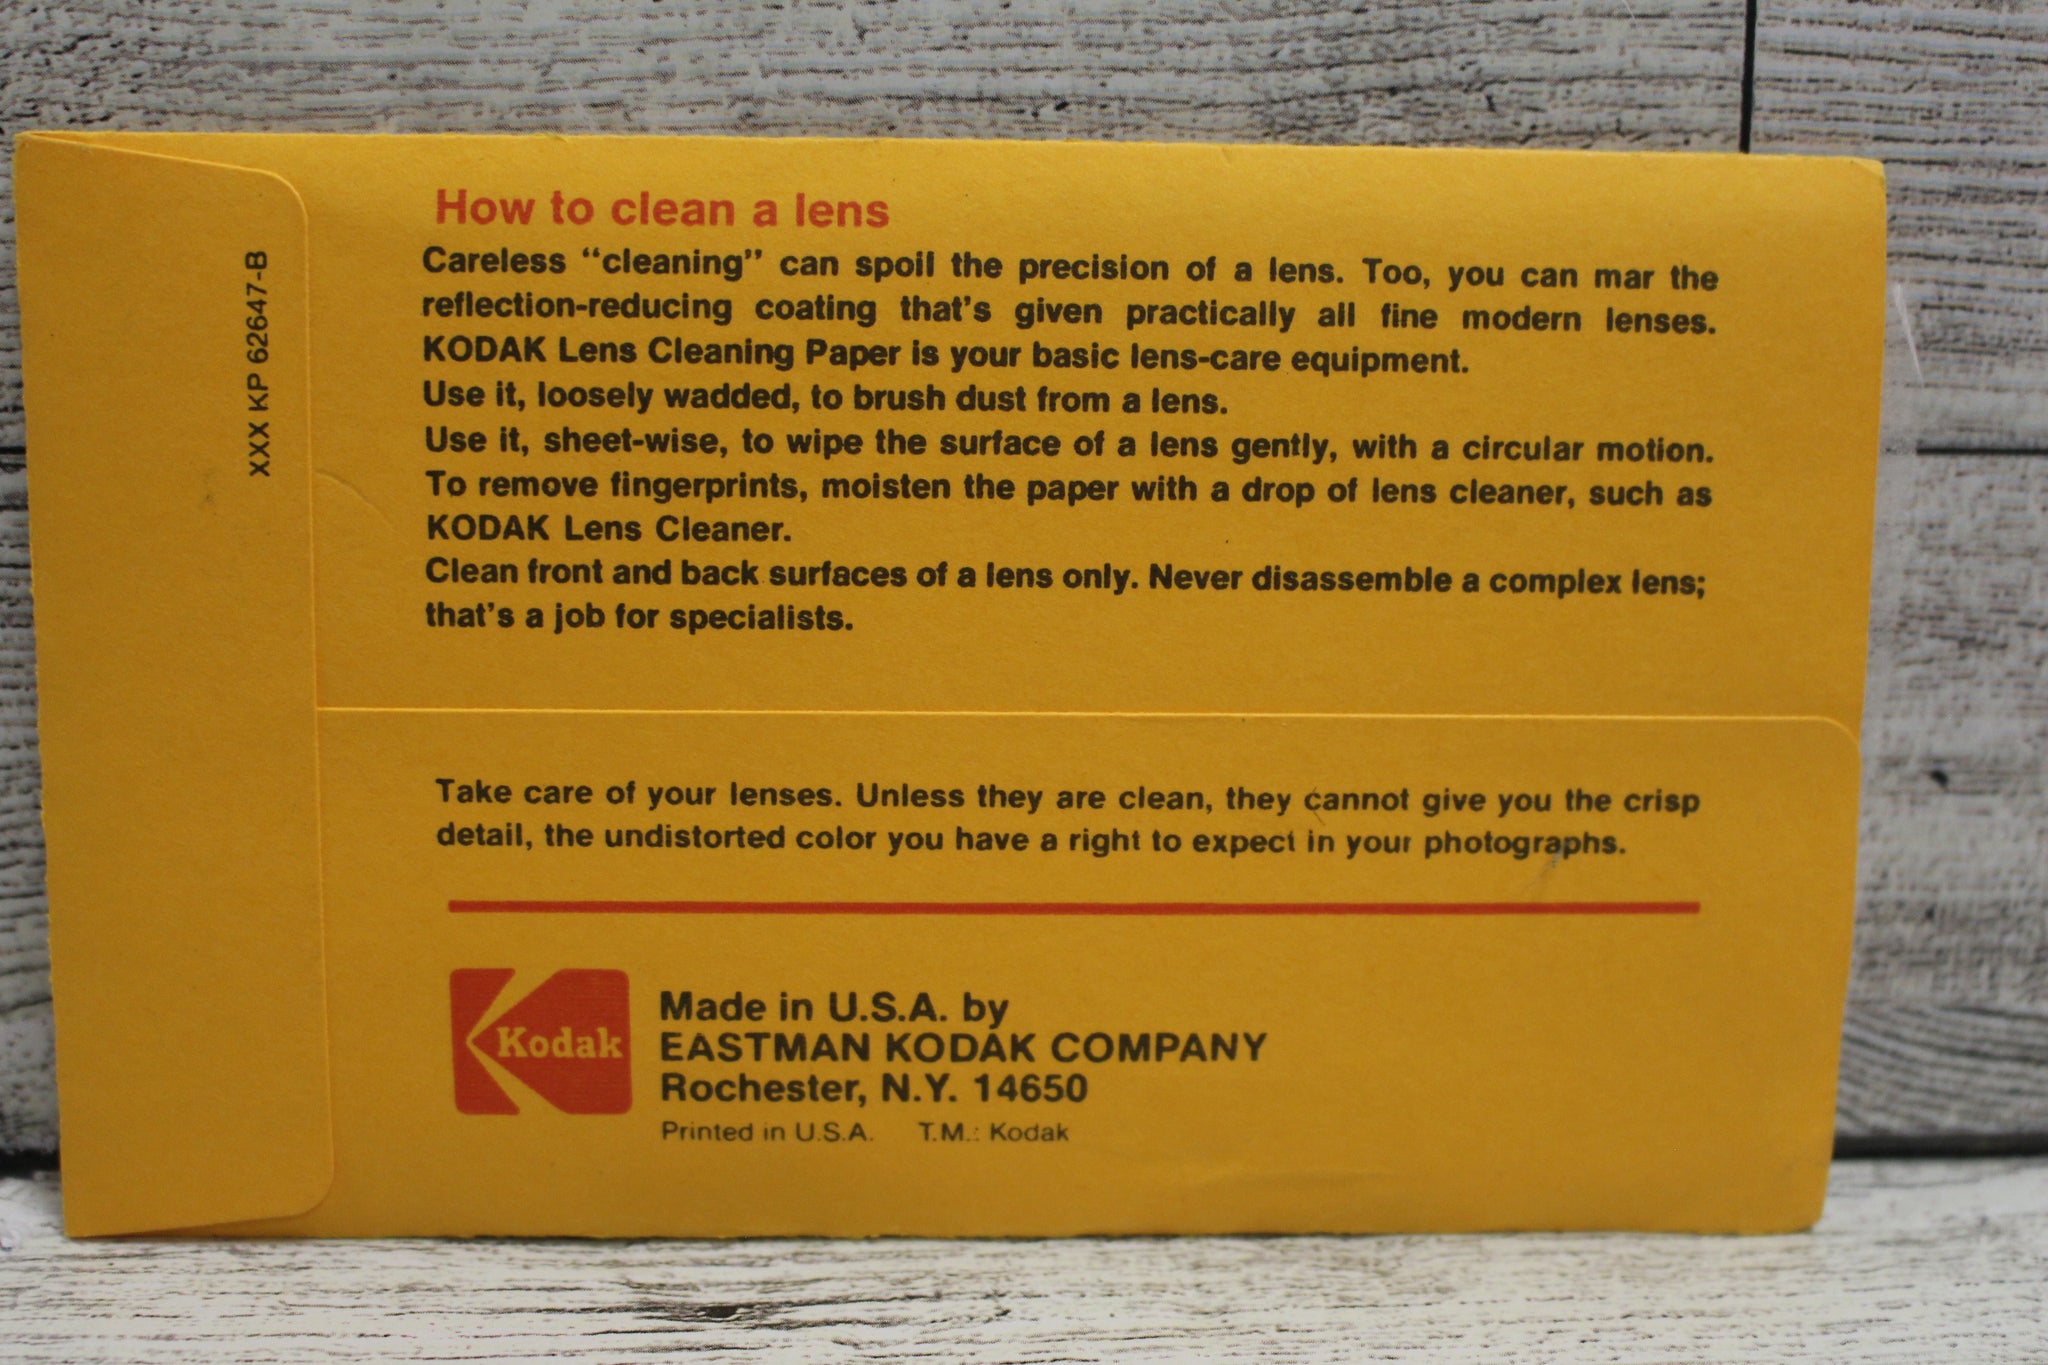 XXX KP 62647-B
How to clean a lens
Careless “cleaning” can spoil the precision of a lens. Too, you can mar the
reflection-reducing coating that's given practically all fine modern lenses.
KODAK Lens Cleaning Paper is your basic lens-care equipment.
Use it, loosely wadded, to brush dust from a lens.
Use it, sheet-wise, to wipe the surface of a lens gently, with a circular motion.
To remove fingerprints, moisten the paper with a drop of lens cleaner, such as
KODAK Lens Cleaner.
Clean front and back surfaces of a lens only. Never disassemble a complex lens;
that's a job for specialists.
Take care of your lenses. Unless they are clean, they cannot give you the crisp
detail, the undistorted color you have a right to expect in your photographs.
Kodak
Made in U.S.A. by
EASTMAN KODAK COMPANY
Rochester, N.Y. 14650
Printed in U.S.A. T.M.: Kodak